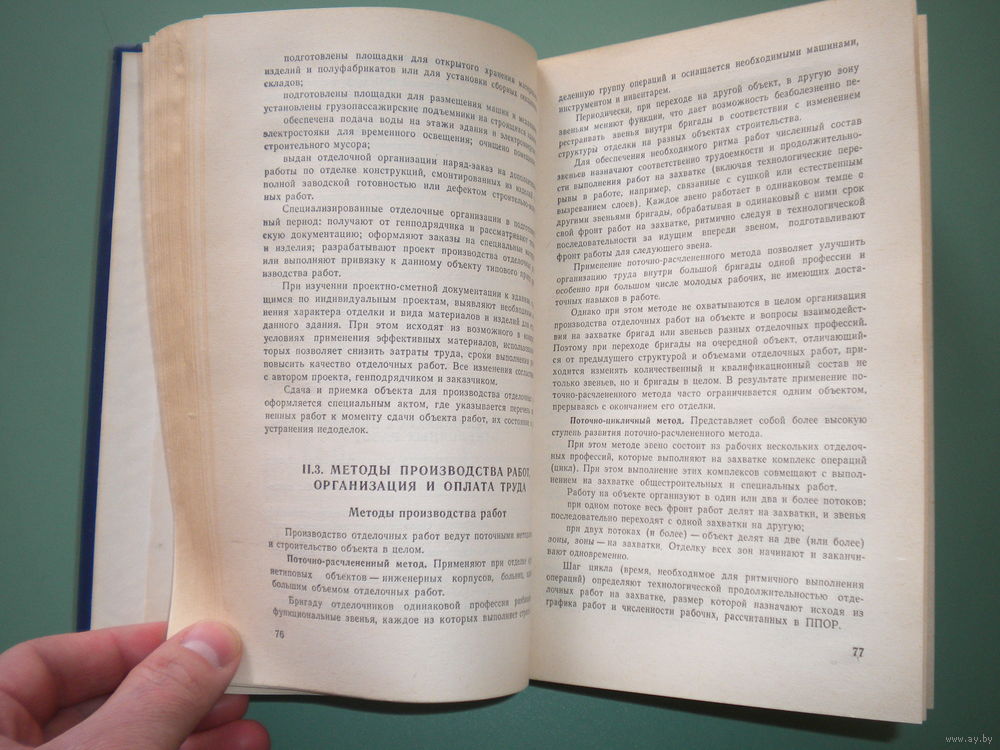 подготовлены площадки для открытого хранения
изделий и полуфабрикатов или для установки сборных
складов;
подготовлены площадки для размещения машин и
установлены грузопассажирские подъемники на строящихся
обеспечена подача воды на этажи здания и
электростояки для временного освещения; очищено
строительного мусора;
выдан отделочной организации наряд-заказ на
работы по отделке конструкций, смонтированных из изделий
полной заводской готовностью или дефектом
ных работ.
Специализированные отделочные организации в подготови
ный период: получают от генподрядчика и рассматривают
скую документацию; оформляют заказы на специальные
и изделия; разрабатывают проект производства отделочных
или выполняют привязку к данному объекту типового
изводства работ.
При изучении проектно-сметной документации к зданиям,
щимся по индивидуальным проектам, выявляют необходимые
нения характера отделки и вида материалов и изделий для
данного здания. При этом исходят из возможного в
условиях применения эффективных материалов,
торых позволяет снизить затраты труда, сроки выполнения
повысить качество отделочных работ. Все изменения
с автором проекта, генподрядчиком и заказчиком.
Сдача и приемка объекта для производства отделочных
оформляется специальным актом, где указывается перечень
ненных работ к моменту сдачи объекта работ, их состояние
устранения недоделок.
II.3. МЕТОДЫ ПРОИЗВОДСТВА РАБОТ,
ОРГАНИЗАЦИЯ И ОПЛАТА ТРУДА
Методы производства работ
Производство отделочных работ ведут поточными
и строительство объекта в целом.
Поточно-расчлененный метод. Применяют при отделке
нетиповых объектов — инженерных корпусов, больниц,
большим объемом отделочных работ.
Бригаду отделочников одинаковой профессии
функциональные звенья, каждое из которых выполняет
76
деленную группу операций и оснащается необходимыми машинами,
инструментом и инвентарем.
Периодически, при переходе на другой объект, в другую зону
звеньям меняют функции, что дает возможность безболезненно пе-
рестраивать звенья внутри бригады в соответствии с изменением
структуры отделки на разных объектах строительства.
Для обеспечения необходимого ритма работ численный состав
звеньев назначают соответственно трудоемкости и продолжительно-
сти выполнения работ на захватке (включая технологические пере-
рывы в работе, например, связанные с сушкой или естественным
вызреванием слоев). Каждое звено работает в одинаковом темпе с
другими звеньями бригады, обрабатывая в одинаковый с ними срок
свой фронт работ на захватке, ритмично следуя в технологической
последовательности за идущим впереди звеном, подготавливают
фронт работы для следующего звена.
Применение поточно-расчлененного метода позволяет улучшить
организацию труда внутри большой бригады одной профессии и
особенно при большом числе молодых рабочих, не имеющих доста-
точных навыков в работе.
Однако при этом методе не охватываются в целом организация
производства отделочных работ на объекте и вопросы взаимодейст-
вия на захватке бригад или звеньев разных отделочных профессий.
Поэтому при переходе бригады на очередной объект, отличающий-
ся от предыдущего структурой и объемами отделочных работ, при-
ходится изменять количественный и квалификационный состав не
только звеньев, но и бригады в целом. В результате применение по-
точно-расчлененного метода часто ограничивается одним объектом,
прерываясь с окончанием его отделки.
Поточно-цикличный метод. Представляет собой более высокую
ступень развития поточно-расчлененного метода.
При этом методе звено состоит из рабочих нескольких отделоч-
ных профессий, которые выполняют на захватке комплекс операций
(цикл). При этом выполнение этих комплексов совмещают с выпол-
нением на захватке общестроительных и специальных работ.
Работу на объекте организуют в один или два и более потоков:
при одном потоке весь фронт работ делят на захватки, и звенья
последовательно переходят с одной захватки на другую;
при двух потоках (и более) — объект делят на две (или более)
зоны, зоны — на захватки. Отделку всех зон начинают и заканчи-
вают одновременно.
Шаг цикла (время, необходимое для ритмичного выполнения
операций) определяют технологической продолжительностью отде-
лочных работ на захватке, размер которой назначают исходя из
графика работ и численности рабочих, рассчитанных в ППОР.
77
www.ay.by